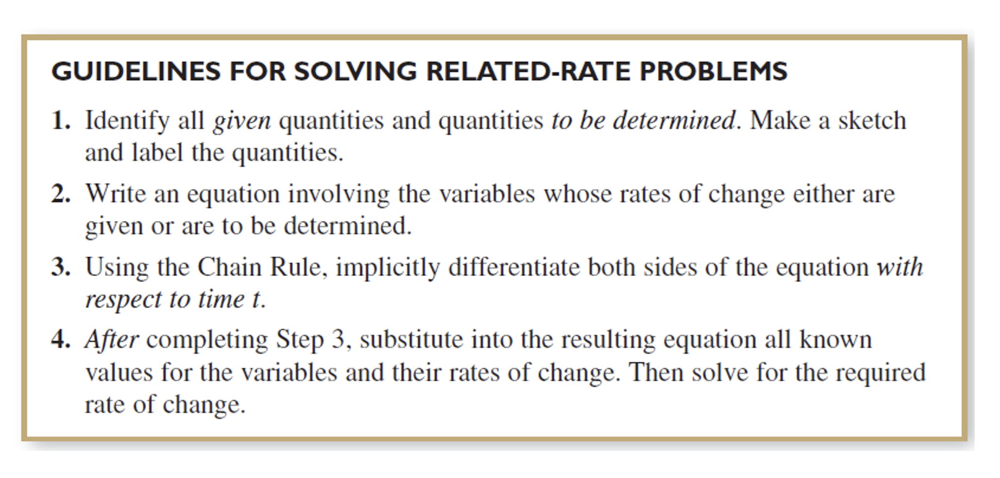 GUIDELINES FOR SOLVING RELATED-RATE PROBLEMS
1. Identify all given quantities and quantities to be determined. Make a sketch
and label the quantities.
2. Write an equation involving the variables whose rates of change either are
given or are to be determined.
3. Using the Chain Rule, implicitly differentiate both sides of the equation with
respect to time t.
4. After completing Step 3, substitute into the resulting equation all known
values for the variables and their rates of change. Then solve for the required
rate of change.